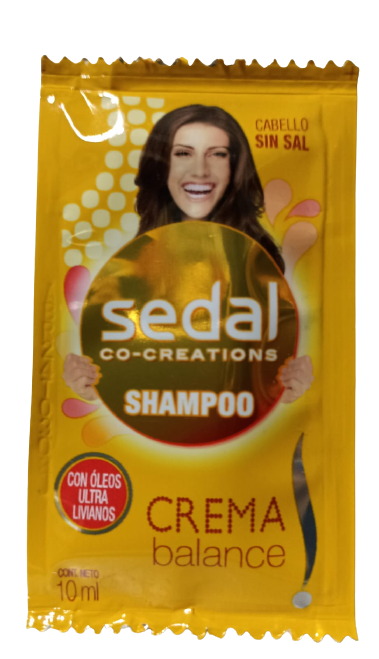 CABELLO
SIN SAL
sedal
CO-CREATIONS
SHAMPOO
CON ÓLEOS
ULTRA
LIVIANOS
CREMA
balance
CONT. NETO
10 ml